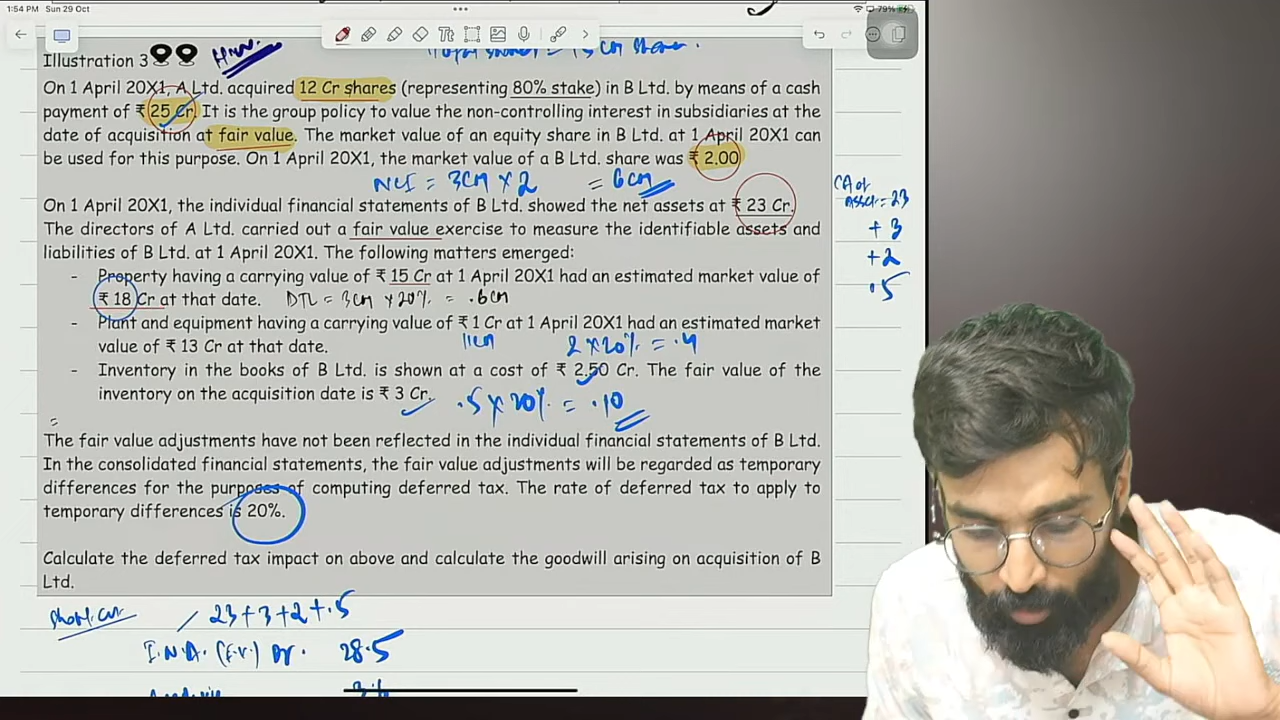 1:54 PM Sun 29 Oct
79%
Illustration 3 H.W.
= 15 Cr shares.
On 1 April 20X1, A Ltd. acquired 12 Cr shares (representing 80% stake) in B Ltd. by means of a cash
payment of ₹ 25 Cr. It is the group policy to value the non-controlling interest in subsidiaries at the
date of acquisition at fair value. The market value of an equity share in B Ltd. at 1 April 20X1 can
be used for this purpose. On 1 April 20X1, the market value of a B Ltd. share was ₹ 2.00
NCI = 3Cr × 2 = 6Cr
On 1 April 20X1, the individual financial statements of B Ltd. showed the net assets at ₹ 23 Cr.
The directors of A Ltd. carried out a fair value exercise to measure the identifiable assets and
liabilities of B Ltd. at 1 April 20X1. The following matters emerged:
- Property having a carrying value of ₹ 15 Cr at 1 April 20X1 had an estimated market value of
₹ 18 Cr at that date. DTL = 3Cr × 20% = .6Cr
- Plant and equipment having a carrying value of ₹ 1 Cr at 1 April 20X1 had an estimated market
value of ₹ 13 Cr at that date. 11Cr 2 × 20% = .4
- Inventory in the books of B Ltd. is shown at a cost of ₹ 2.50 Cr. The fair value of the
inventory on the acquisition date is ₹ 3 Cr. .5 × 20% = .10
=
The fair value adjustments have not been reflected in the individual financial statements of B Ltd.
In the consolidated financial statements, the fair value adjustments will be regarded as temporary
differences for the purposes of computing deferred tax. The rate of deferred tax to apply to
temporary differences is 20%.
Calculate the deferred tax impact on above and calculate the goodwill arising on acquisition of B
Ltd.
CA of
Asset = 23
+ 3
+2
.5
Shortcut 23+3+2+.5
I.N.A. (F.V.) Dr. 28.5